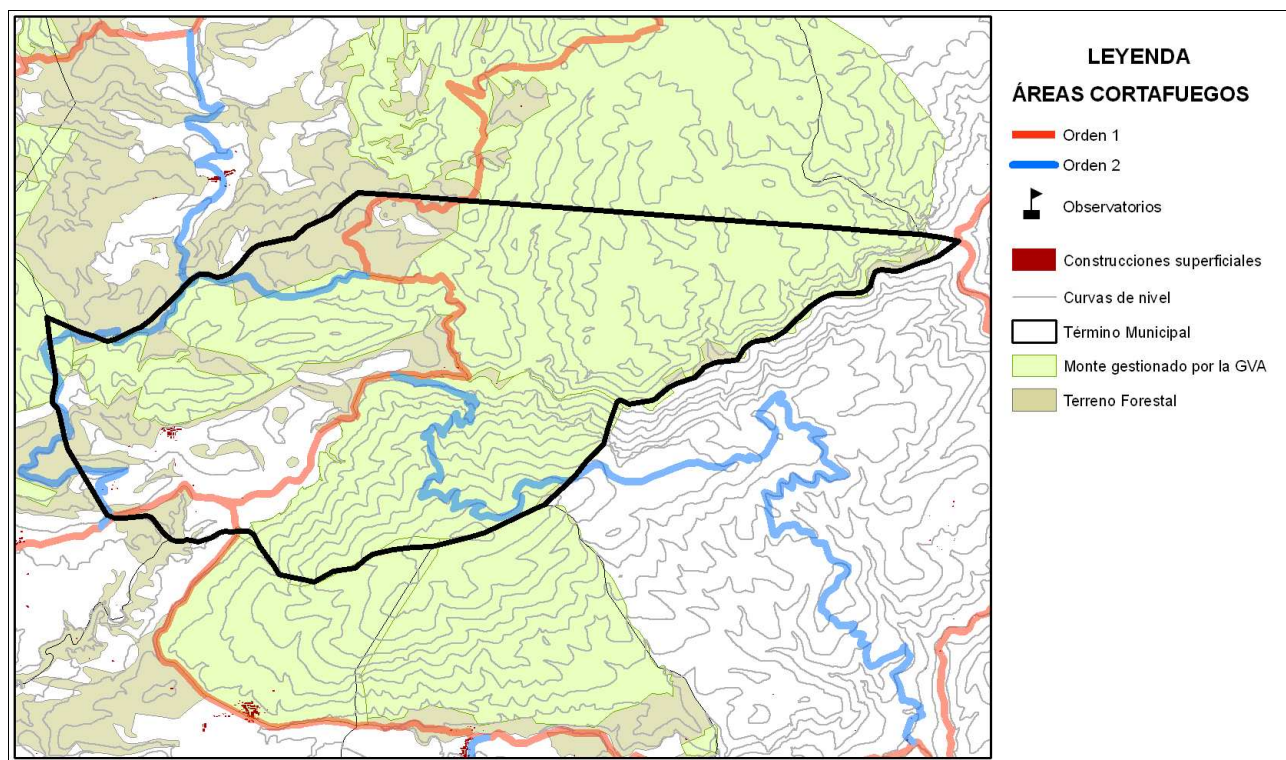 LEYENDA
ÁREAS CORTAFUEGOS
Orden 1
Orden 2
Observatorios
Construcciones superficiales
Curvas de nivel
Término Municipal
Monte gestionado por la GVA
Terreno Forestal